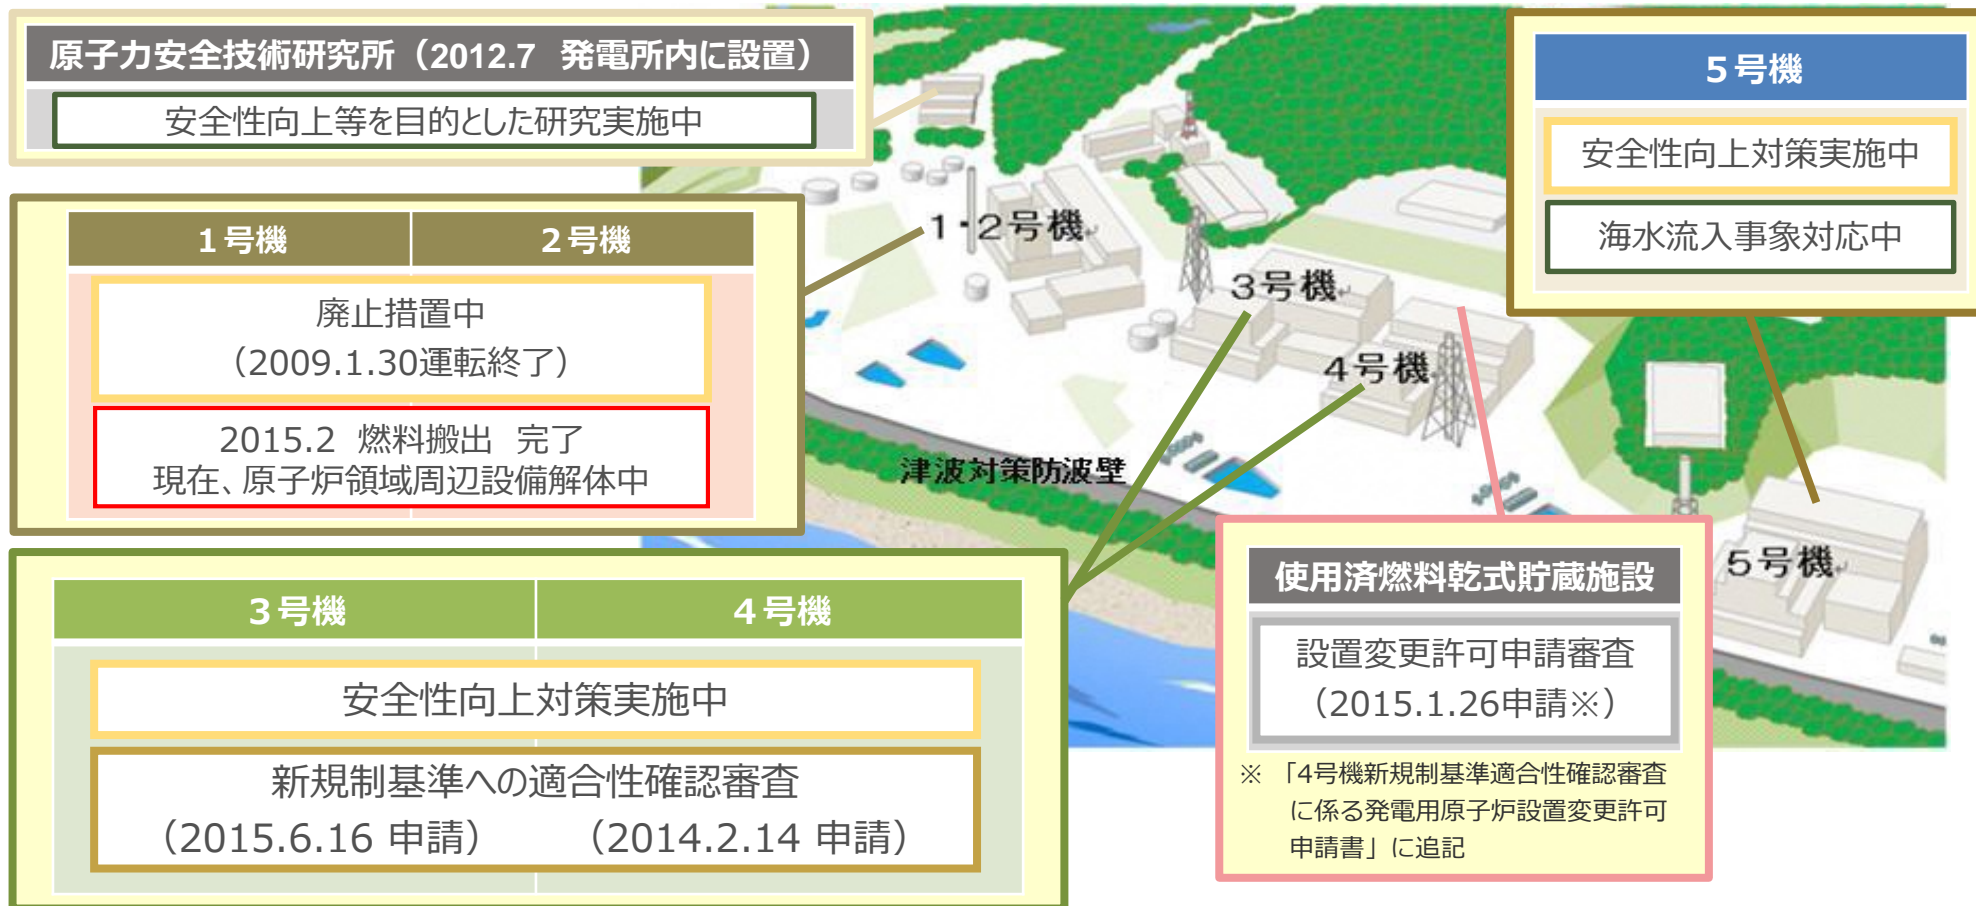 原子力安全技術研究所（2012.7 発電所内に設置）
安全性向上等を目的とした研究実施中
5号機
安全性向上対策実施中
海水流入事象対応中
1号機 2号機
廃止措置中
（2009.1.30運転終了）
2015.2 燃料搬出 完了
現在、原子炉領域周辺設備解体中
1・2号機
3号機
4号機
津波対策防波壁
5号機
3号機 4号機
安全性向上対策実施中
新規制基準への適合性確認審査
（2015.6.16 申請） （2014.2.14 申請）
使用済燃料乾式貯蔵施設
設置変更許可申請審査
（2015.1.26申請※）
※ 「4号機新規制基準適合性確認審査
に係る発電用原子炉設置変更許可
申請書」に追記